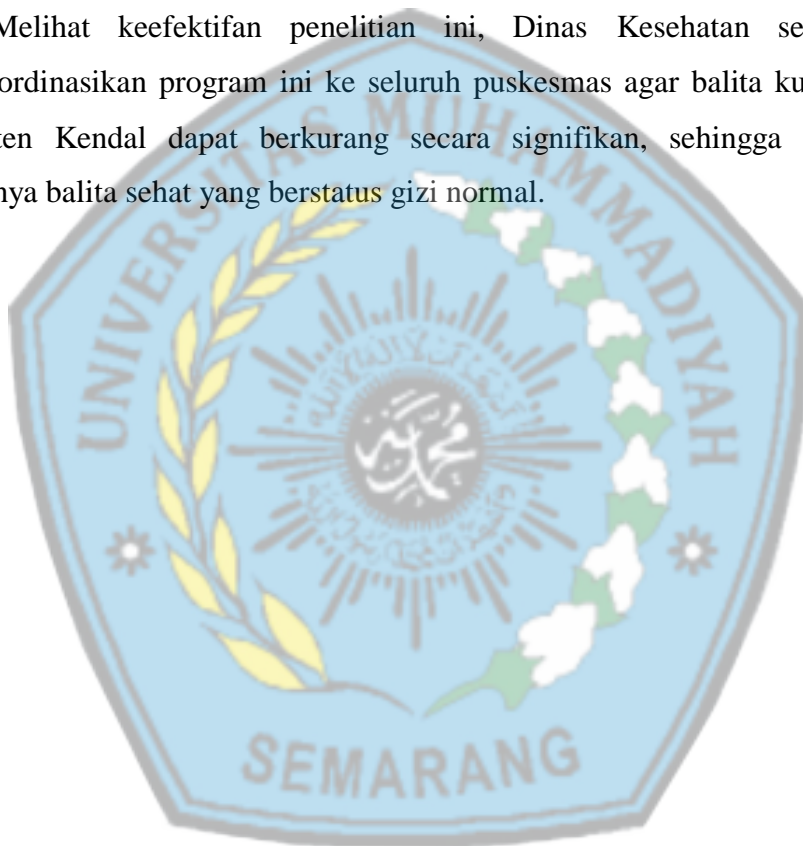 Melihat keefektifan penelitian ini, Dinas Kesehatan se
ordinasikan program ini ke seluruh puskesmas agar balita ku
ten Kendal dapat berkurang secara signifikan, sehingga
nya balita sehat yang berstatus gizi normal.
UNIVERSITAS MUHAMMADIYAH
محمدية
SEMARANG